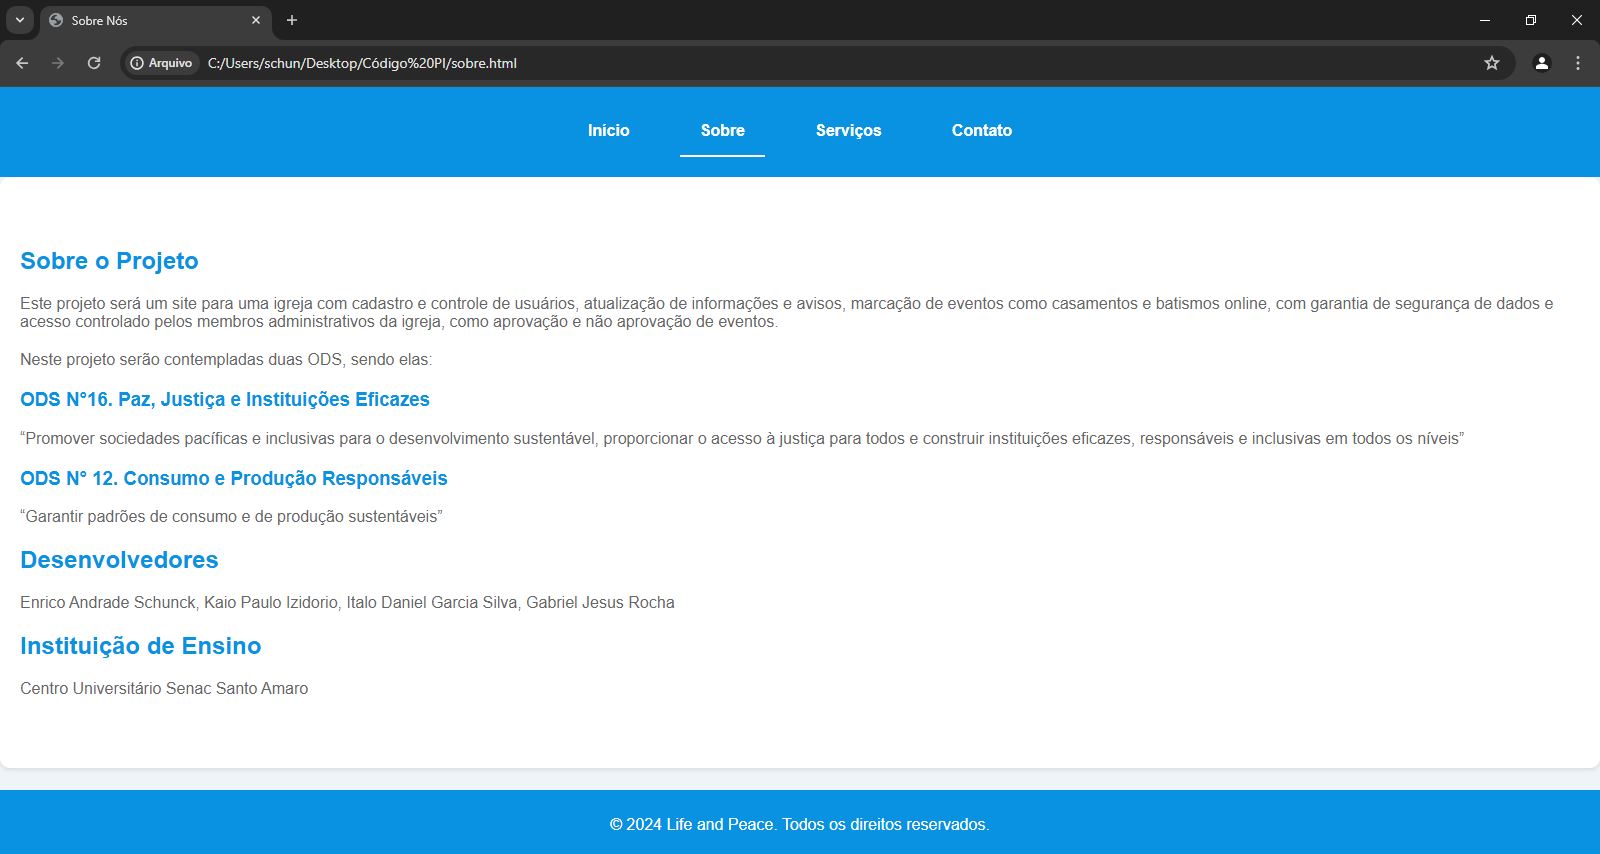 Sobre Nós
Arquivo C:/Users/schun/Desktop/Código%20PI/sobre.html
Início Sobre Serviços Contato
Sobre o Projeto
Este projeto será um site para uma igreja com cadastro e controle de usuários, atualização de informações e avisos, marcação de eventos como casamentos e batismos online, com garantia de segurança de dados e
acesso controlado pelos membros administrativos da igreja, como aprovação e não aprovação de eventos.
Neste projeto serão contempladas duas ODS, sendo elas:
ODS N°16. Paz, Justiça e Instituições Eficazes
“Promover sociedades pacíficas e inclusivas para o desenvolvimento sustentável, proporcionar o acesso à justiça para todos e construir instituições eficazes, responsáveis e inclusivas em todos os níveis”
ODS N° 12. Consumo e Produção Responsáveis
“Garantir padrões de consumo e de produção sustentáveis”
Desenvolvedores
Enrico Andrade Schunck, Kaio Paulo Izidorio, Italo Daniel Garcia Silva, Gabriel Jesus Rocha
Instituição de Ensino
Centro Universitário Senac Santo Amaro
© 2024 Life and Peace. Todos os direitos reservados.